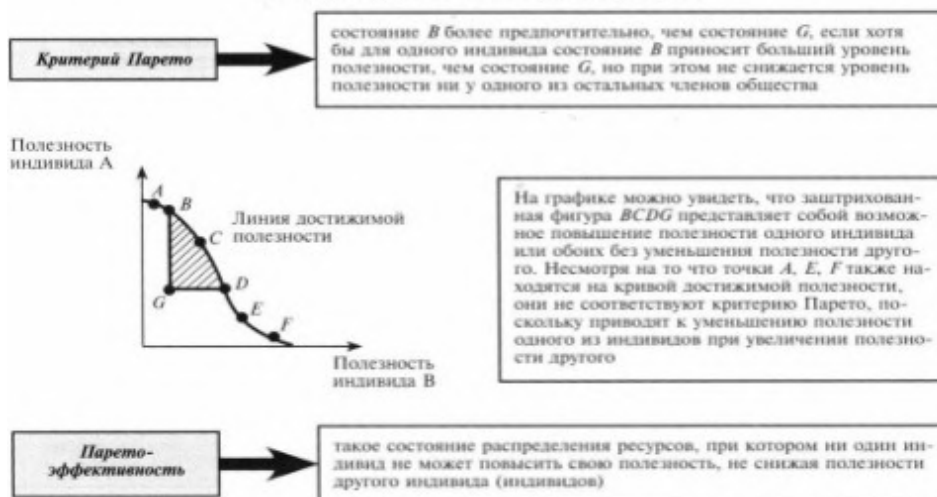 состояние B более предпочтительно, чем состояние G, если хотя
бы для одного индивида состояние B приносит больший уровень
полезности, чем состояние G, но при этом не снижается уровень
полезности ни у одного из остальных членов общества
Критерий Парето
Полезность
индивида А
A
B
Линия достижимой
полезности
C
D
G
E
F
Полезность
индивида В
На графике можно увидеть, что заштрихован-
ная фигура BCDG представляет собой возмож-
ное повышение полезности одного индивида
или обоих без уменьшения полезности друго-
го. Несмотря на то что точки A, E, F также на-
ходятся на кривой достижимой полезности,
они не соответствуют критерию Парето, по-
скольку приводят к уменьшению полезности
одного из индивидов при увеличении полезно-
сти другого
Парето-
эффективность
такое состояние распределения ресурсов, при котором ни один ин-
дивид не может повысить свою полезность, не снижая полезности
другого индивида (индивидов)